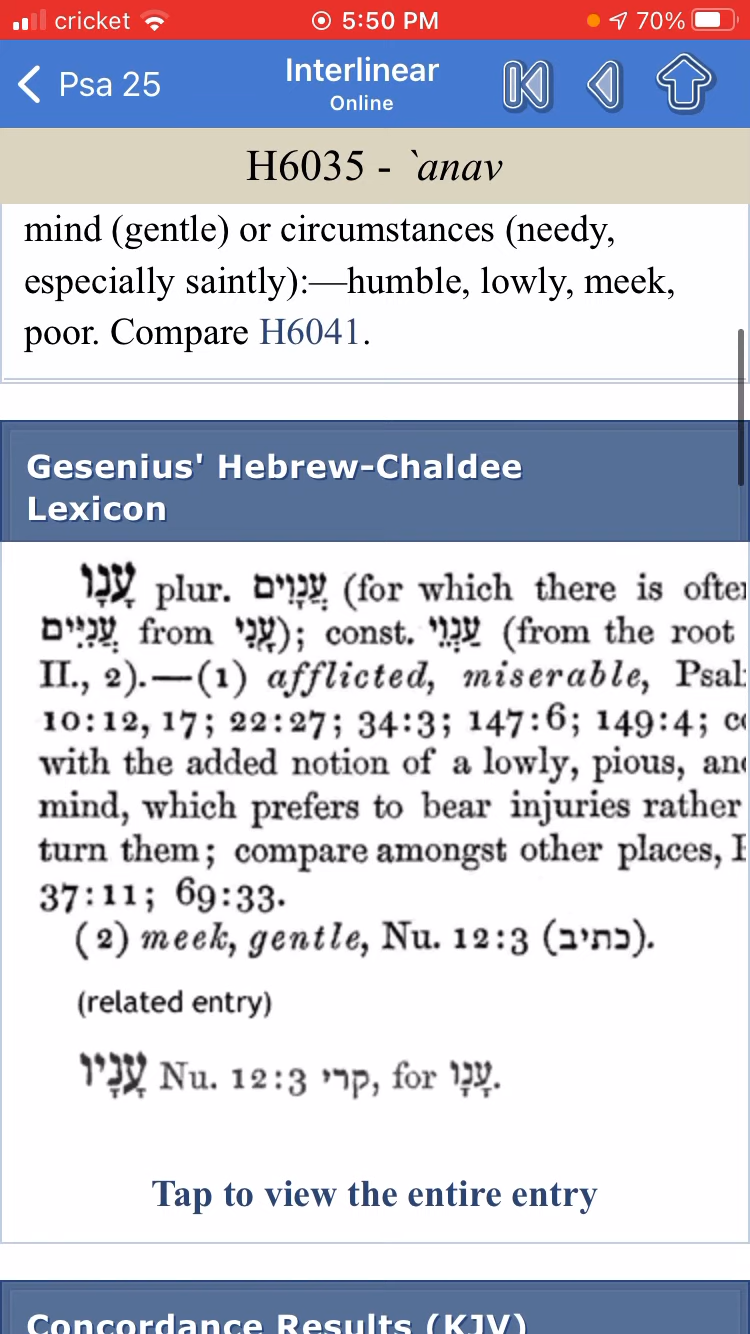 cricket 5:50 PM 70%
Psa 25 Interlinear
Online
H6035 - `anav
mind (gentle) or circumstances (needy,
especially saintly):—humble, lowly, meek,
poor. Compare H6041.
Gesenius' Hebrew-Chaldee
Lexicon
עָנָו plur. עֲנָוִים (for which there is
עֲנִיִּים from עָנִי); const. עַנְוֵי (from the root
II., 2).—(1) afflicted, miserable,
10:12, 17; 22:27; 34:3; 147:6; 149:4;
with the added notion of a lowly, pious,
mind, which prefers to bear injuries rather
turn them; compare amongst other places,
37:11; 69:33.
(2) meek, gentle, Nu. 12:3 (כתיב).
(related entry)
עָנָיו Nu. 12:3 קרי, for עָנָו.
Tap to view the entire entry
Concordance Results (KJV)